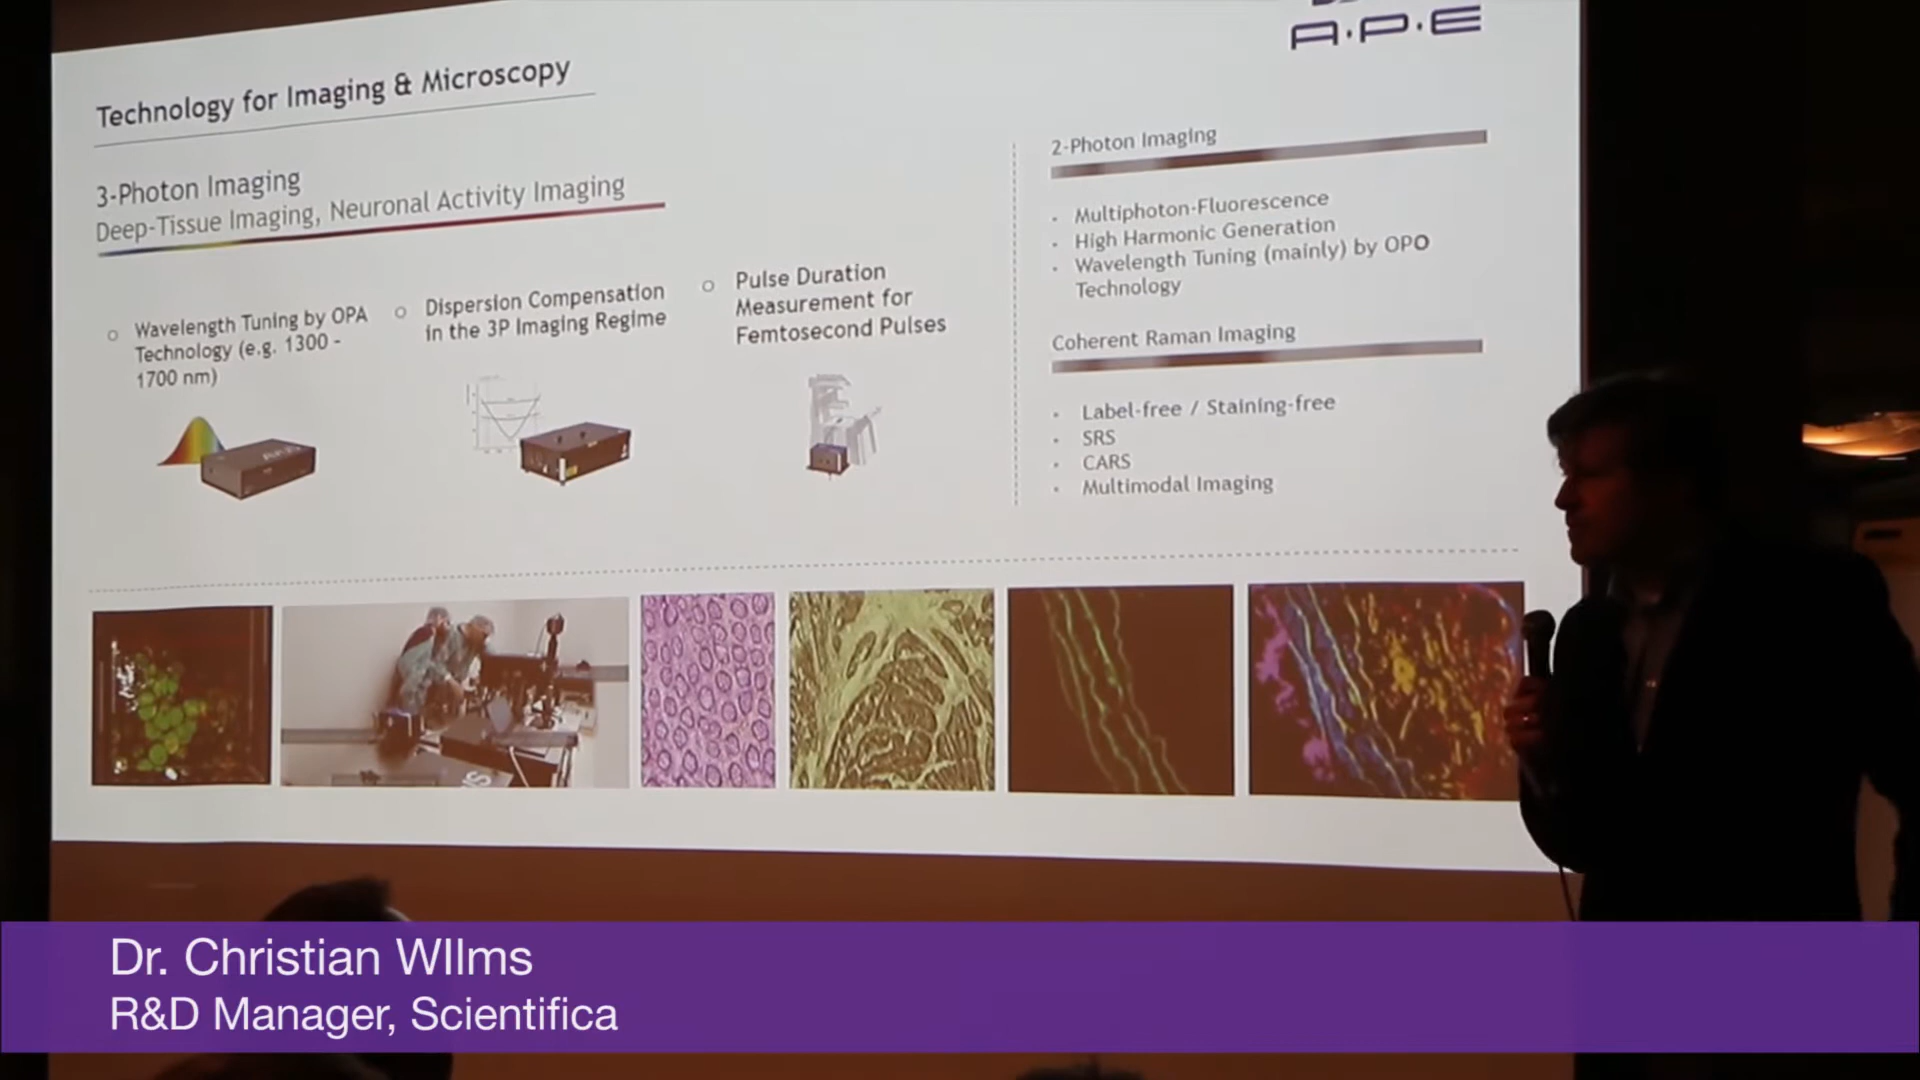 A.P.E
Technology for Imaging & Microscopy
3-Photon Imaging
Deep-Tissue Imaging, Neuronal Activity Imaging
○ Wavelength Tuning by OPA
Technology (e.g. 1300 -
1700 nm)
○ Dispersion Compensation
in the 3P Imaging Regime
○ Pulse Duration
Measurement for
Femtosecond Pulses
2-Photon Imaging
• Multiphoton-Fluorescence
• High Harmonic Generation
• Wavelength Tuning (mainly) by OPO
Technology
Coherent Raman Imaging
• Label-free / Staining-free
• SRS
• CARS
• Multimodal Imaging
Dr. Christian WIlms
R&D Manager, Scientifica